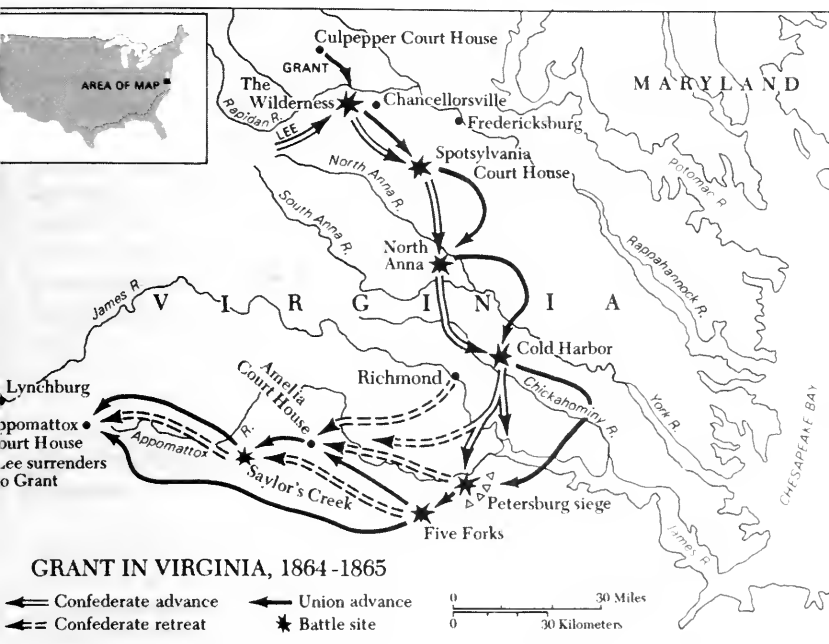 AREA OF MAP
Culpepper Court House
GRANT
The
Wilderness
Chancellorsville
MARYLAND
Rapidan R.
LEE
Fredericksburg
Spotsylvania
Court House
Potomac R.
North Anna R.
South Anna R.
Rappahannock R.
North
Anna
James R.
VIRGINIA
Cold Harbor
Richmond
Amelia
Court House
Chickahominy R.
York R.
CHESAPEAKE BAY
Lynchburg
ppomattox
ourt House
Lee surrenders
o Grant
Appomattox R.
Saylor's Creek
Petersburg siege
Five Forks
James R.
GRANT IN VIRGINIA, 1864-1865
Confederate advance
Union advance
Confederate retreat
Battle site
0 30 Miles
0 30 Kilometers